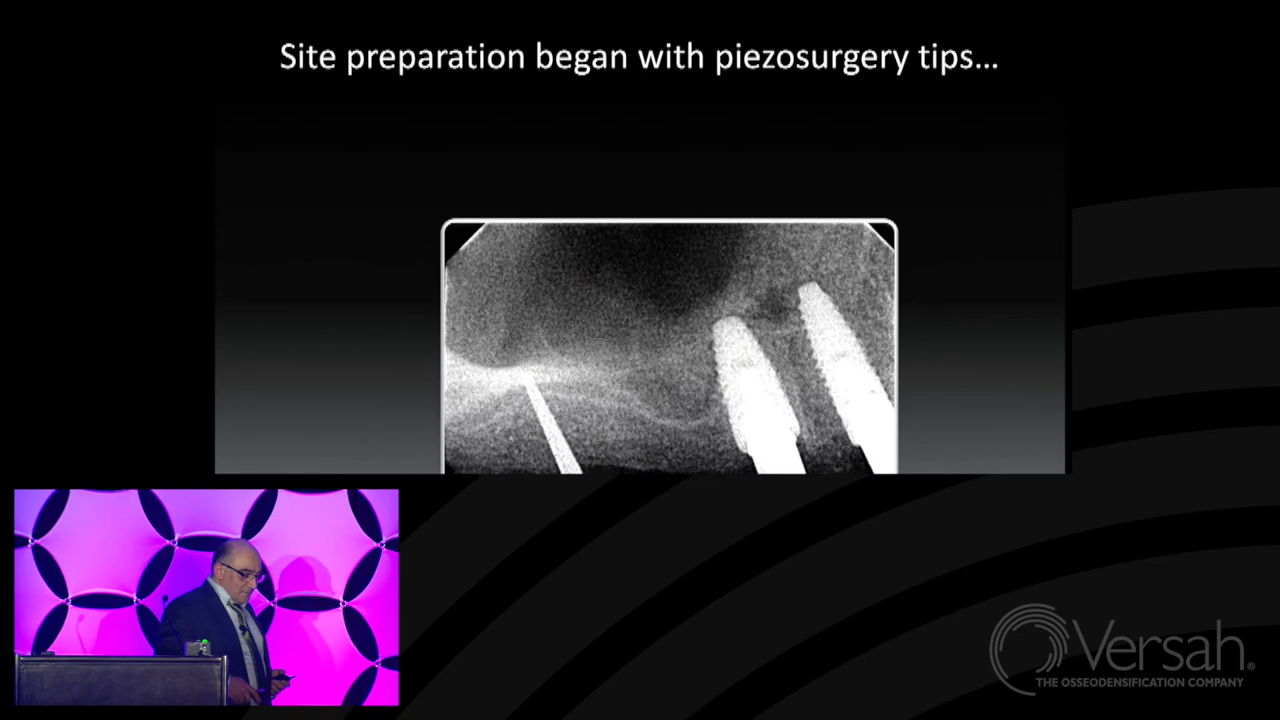 Site preparation began with piezosurgery tips...
Versah®
THE OSSEODENSIFICATION COMPANY